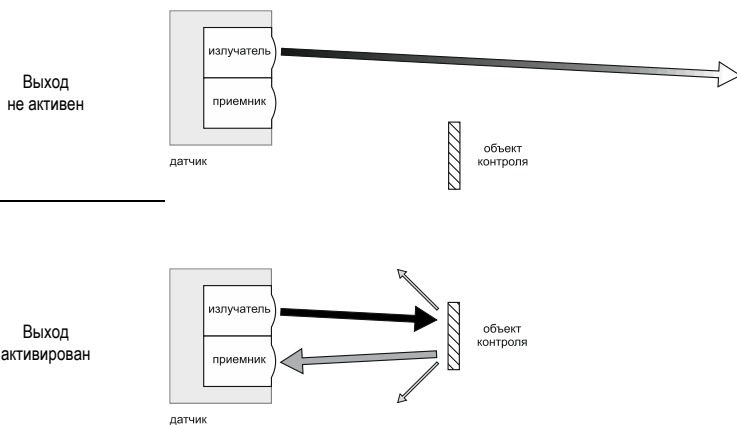 излучатель
Выход
не активен
приемник
объект
контроля
датчик
излучатель
Выход
активирован
объект
контроля
приемник
датчик